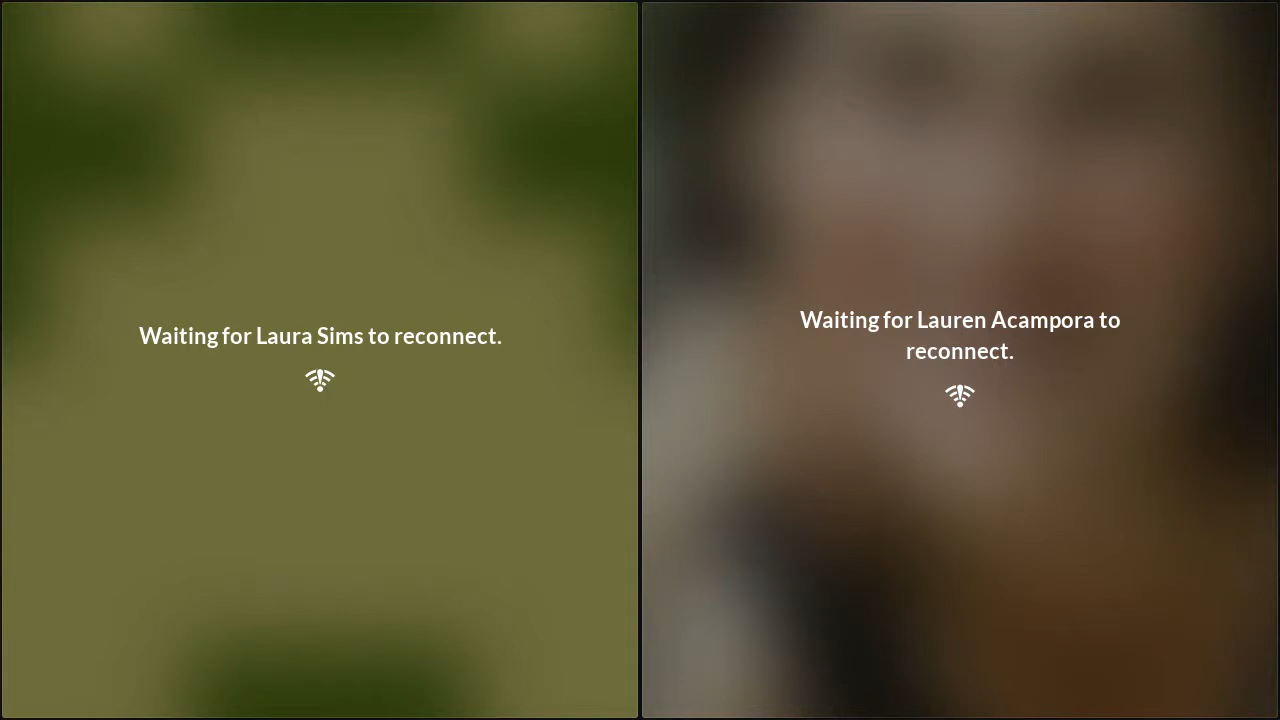 Waiting for Laura Sims to reconnect.
Waiting for Lauren Acampora to
reconnect.